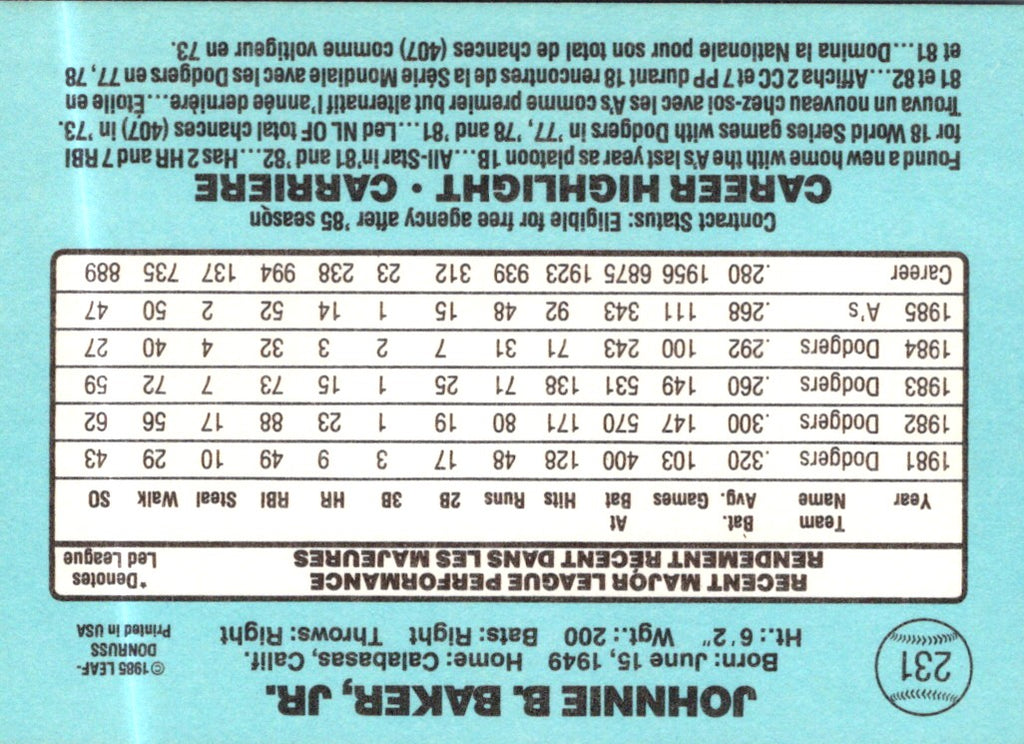 231
JOHNNIE B. BAKER, JR.
Born: June 15, 1949 Home: Calabasas, Calif.
Ht.: 6'2" Wgt.: 200 Bats: Right Throws: Right
© 1985 LEAF-
DONRUSS
Printed in USA
RECENT MAJOR LEAGUE PERFORMANCE
RENDEMENT RÉCENT DANS LES MAJEURES
*Denotes
Led League
Year Team Name Bat. Avg. Games At Bat Hits Runs 2B 3B HR RBI Steal Walk SO
1981 Dodgers .320 103 400 128 48 17 3 9 49 10 29 43
1982 Dodgers .300 147 570 171 80 19 1 23 88 17 56 62
1983 Dodgers .260 149 531 138 71 25 1 15 73 7 72 59
1984 Dodgers .292 100 243 71 31 7 2 3 32 4 40 27
1985 A's .268 111 343 92 48 15 1 14 52 2 50 47
Career .280 1956 6875 1923 939 312 23 238 994 137 735 889
Contract Status: Eligible for free agency after '85 season
CAREER HIGHLIGHT • CARRIERE
Found a new home with the A's last year as platoon 1B...All-Star in '81 and '82...Has 2 HR and 7 RBI
for 18 World Series games with Dodgers in '77, '78 and '81...Led NL OF total chances (407) in '73.
Trouva un nouveau chez-soi avec les A's comme premier but alternatif l'année dernière...Étoile en
81 et 82...Afficha 2 CC et 7 PP durant 18 rencontres de la Série Mondiale avec les Dodgers en 77, 78
et 81...Domina la Nationale pour son total de chances (407) comme voltigeur en 73.